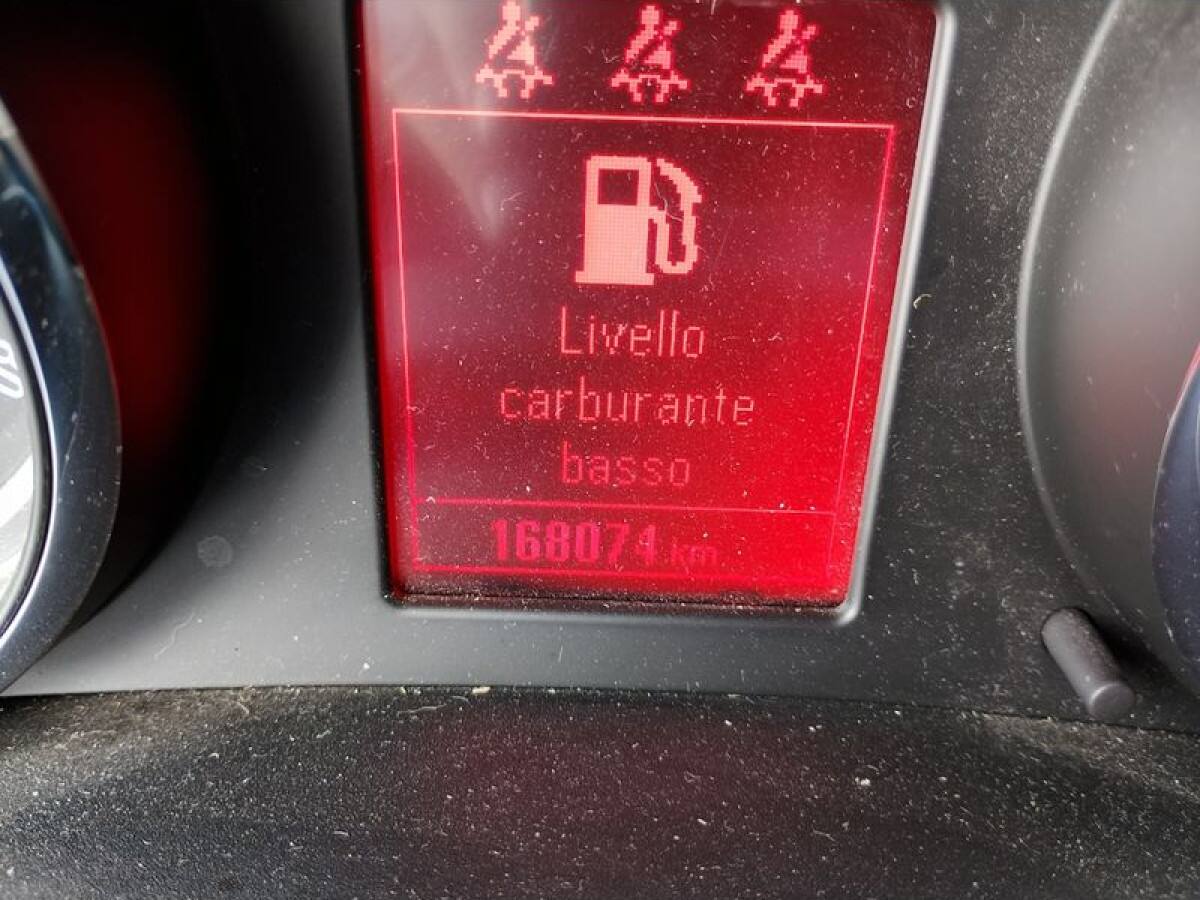 Livello
carburante
basso
168074 km